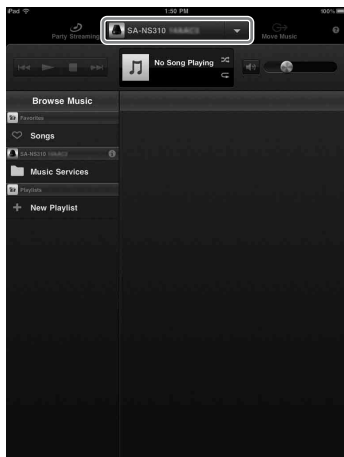 iPad 1:50 PM 100%
Party Streaming SA-NS310 Move Music
No Song Playing
Browse Music
Favorites
Songs
SA-NS310
Music Services
Playlists
New Playlist